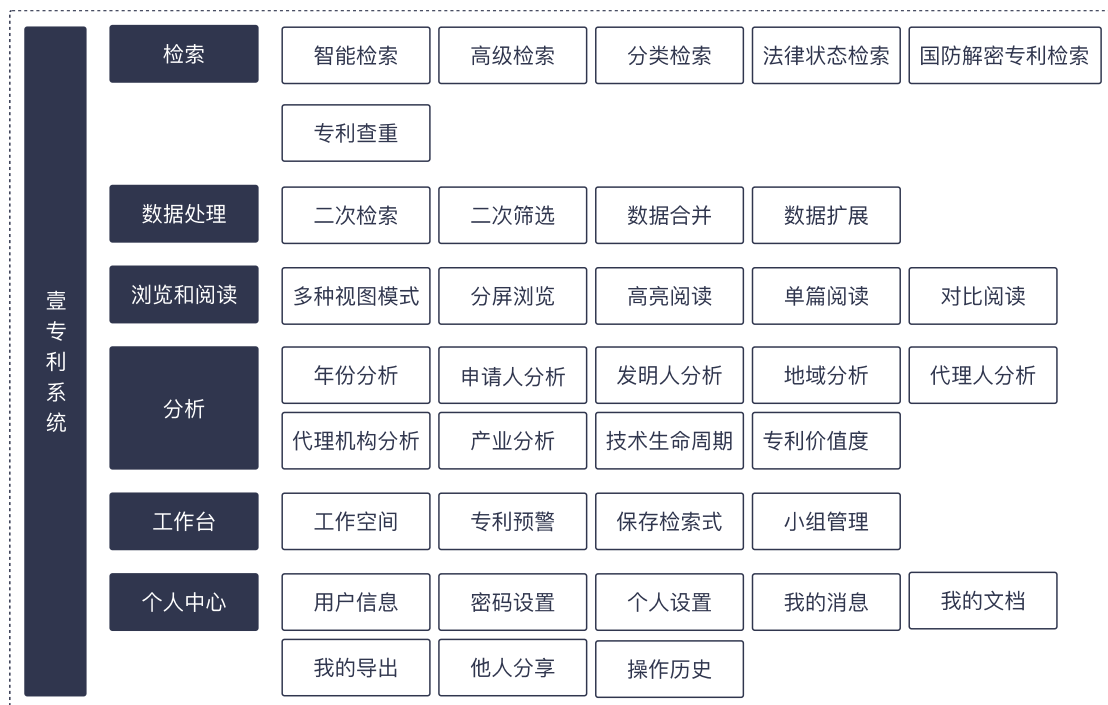 壹专利系统
检索
智能检索
高级检索
分类检索
法律状态检索
国防解密专利检索
专利查重
数据处理
二次检索
二次筛选
数据合并
数据扩展
浏览和阅读
多种视图模式
分屏浏览
高亮阅读
单篇阅读
对比阅读
分析
年份分析
申请人分析
发明人分析
地域分析
代理人分析
代理机构分析
产业分析
技术生命周期
专利价值度
工作台
工作空间
专利预警
保存检索式
小组管理
个人中心
用户信息
密码设置
个人设置
我的消息
我的文档
我的导出
他人分享
操作历史